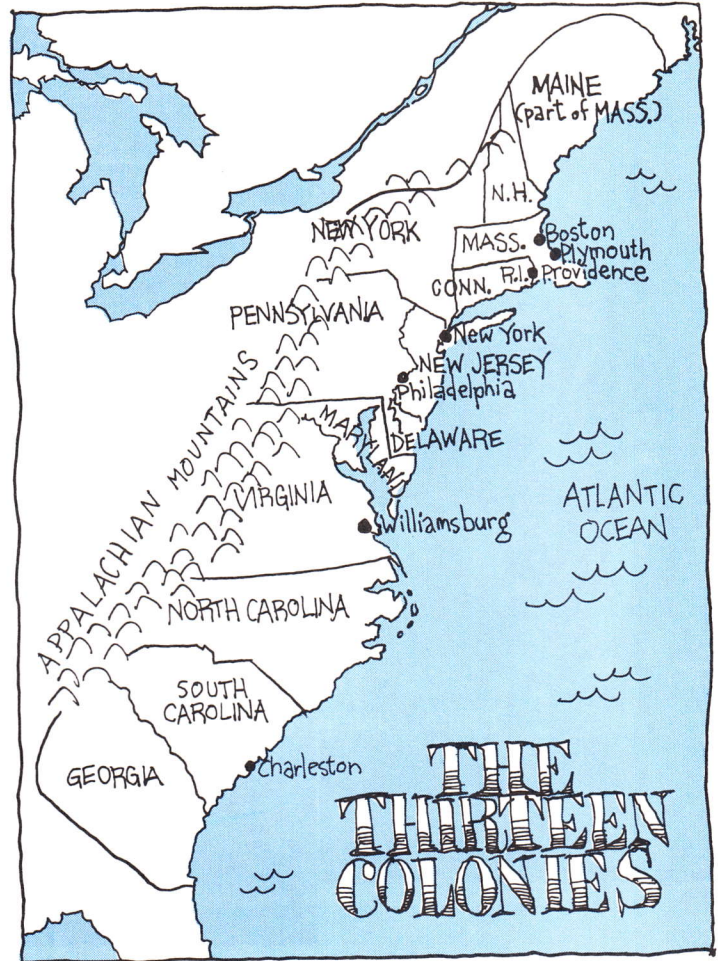 MAINE
(part of MASS.)
N.H.
NEW YORK
MASS.
Boston
Plymouth
CONN.
R.I.
Providence
PENNSYLVANIA
New York
NEW JERSEY
Philadelphia
APPALACHIAN MOUNTAINS
MARYLAND
DELAWARE
VIRGINIA
ATLANTIC
OCEAN
Williamsburg
NORTH CAROLINA
SOUTH
CAROLINA
GEORGIA
Charleston
THE
THIRTEEN
COLONIES